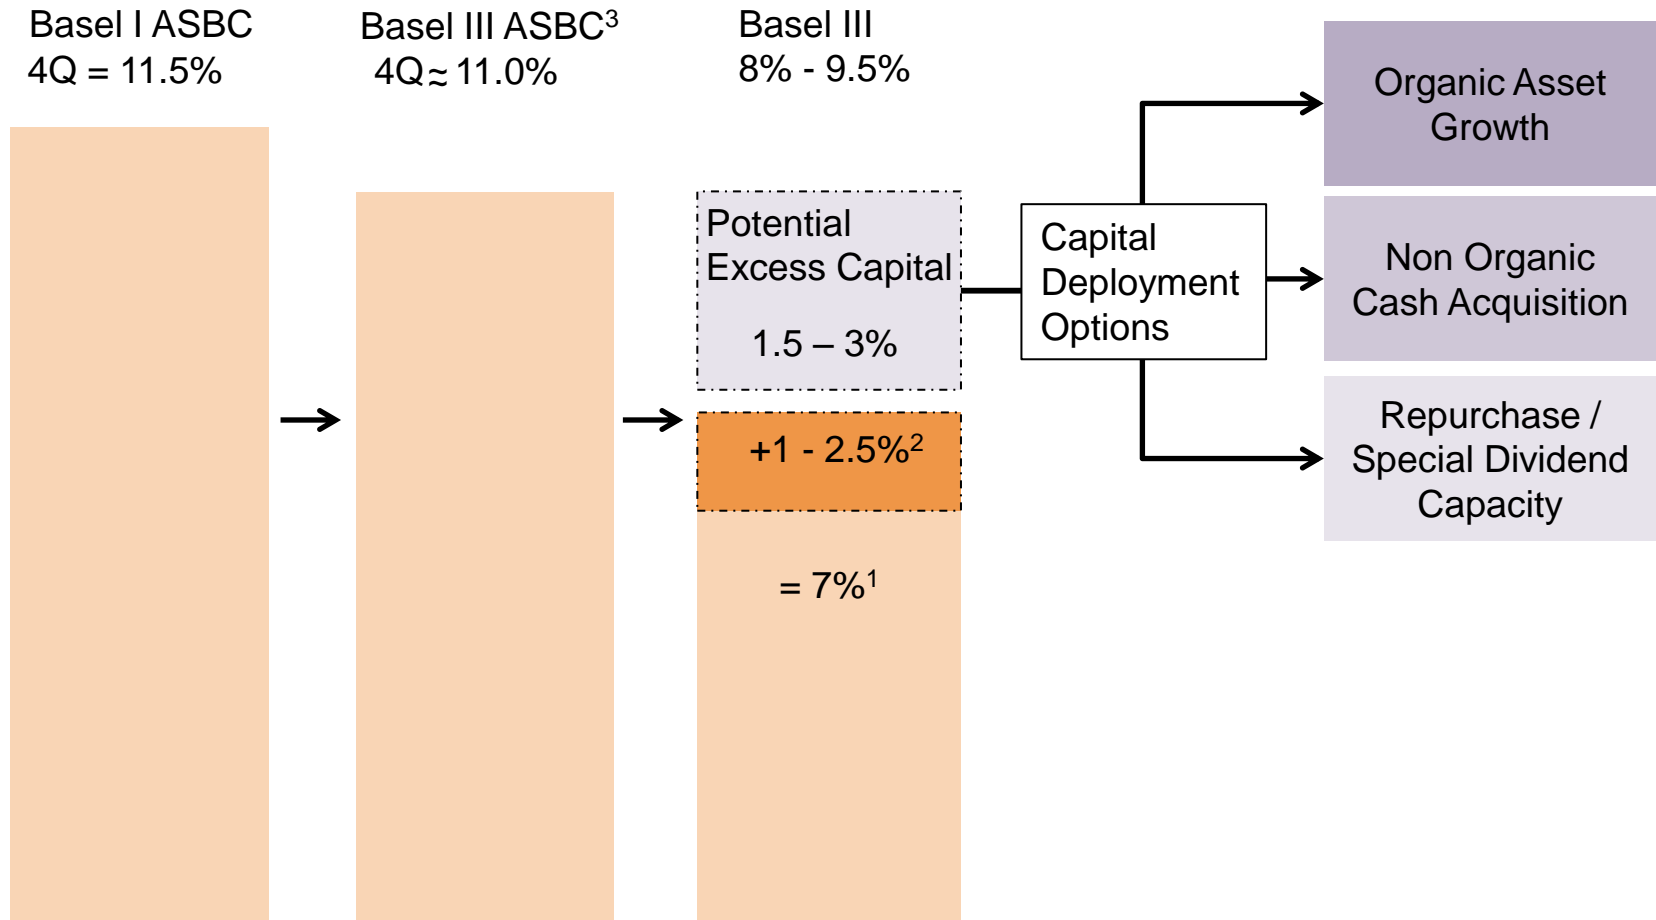 Basel I ASBC
4Q = 11.5%
Basel III ASBC³
4Q ≈ 11.0%
Basel III
8% - 9.5%
Potential
Excess Capital
1.5 – 3%
+1 - 2.5%²
= 7%¹
Capital
Deployment
Options
Organic Asset
Growth
Non Organic
Cash Acquisition
Repurchase /
Special Dividend
Capacity